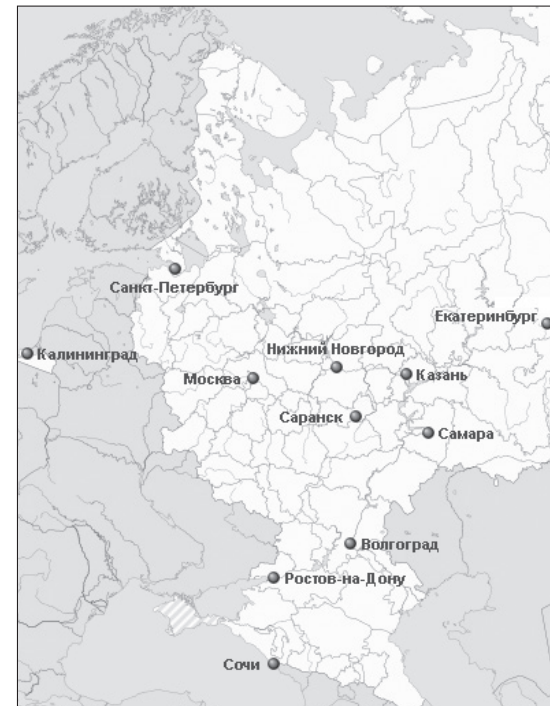 Санкт-Петербург
Екатеринбург
Нижний Новгород
Калининград
Москва
Казань
Саранск
Самара
Волгоград
Ростов-на-Дону
Сочи